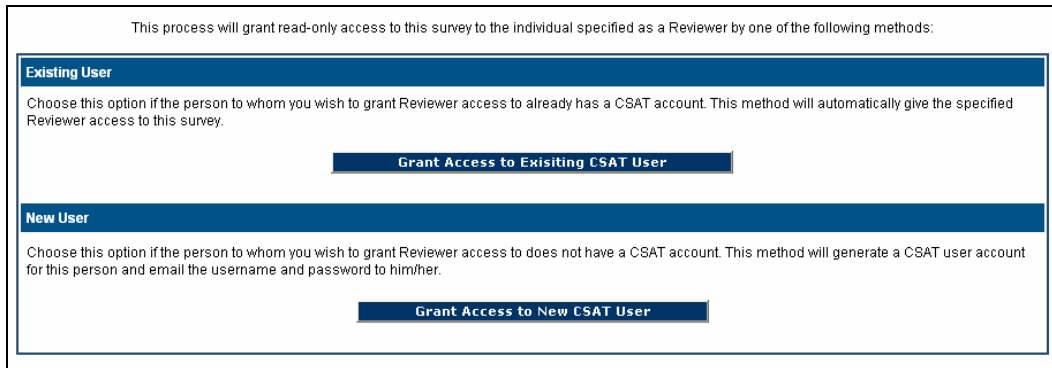 This process will grant read-only access to this survey to the individual specified as a Reviewer by one of the following methods:
Existing User
Choose this option if the person to whom you wish to grant Reviewer access to already has a CSAT account. This method will automatically give the specified
Reviewer access to this survey.
Grant Access to Exisiting CSAT User
New User
Choose this option if the person to whom you wish to grant Reviewer access to does not have a CSAT account. This method will generate a CSAT user account
for this person and email the username and password to him/her.
Grant Access to New CSAT User